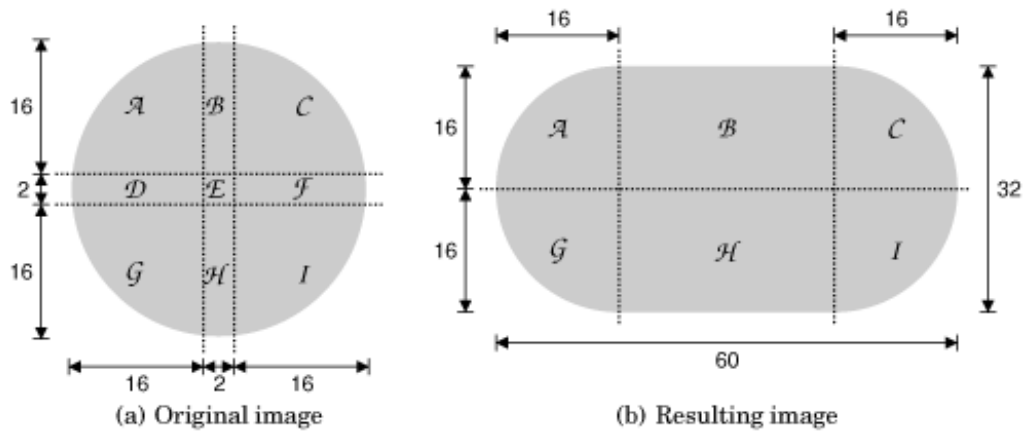 16 16
16
A B C
A B C
16
2 D E F 32
16
16 G H I
G H I
16 2 16
60
(a) Original image (b) Resulting image